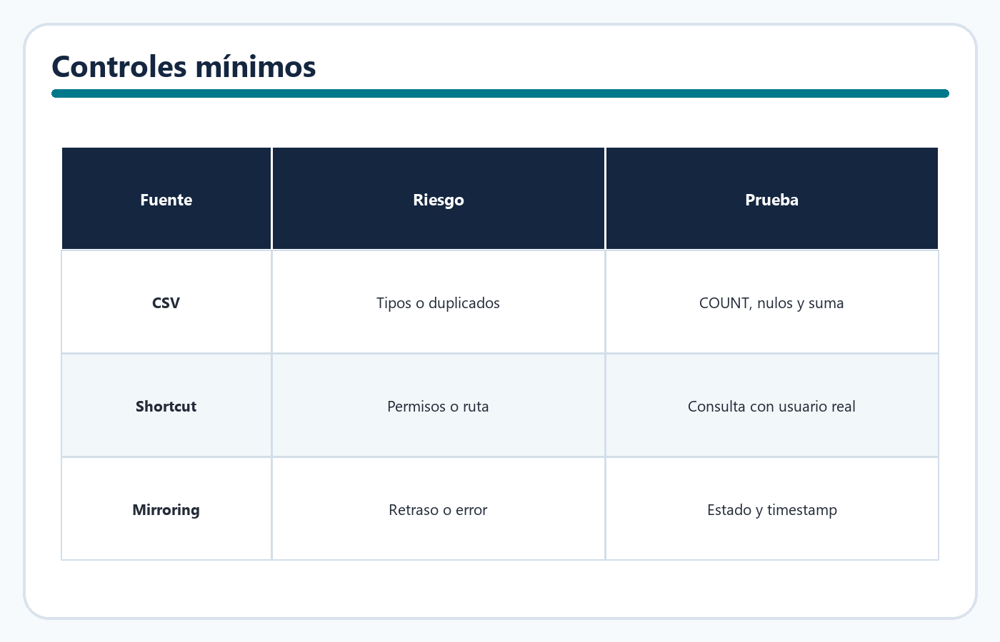 Controles mínimos
Fuente Riesgo Prueba
CSV Tipos o duplicados COUNT, nulos y suma
Shortcut Permisos o ruta Consulta con usuario real
Mirroring Retraso o error Estado y timestamp